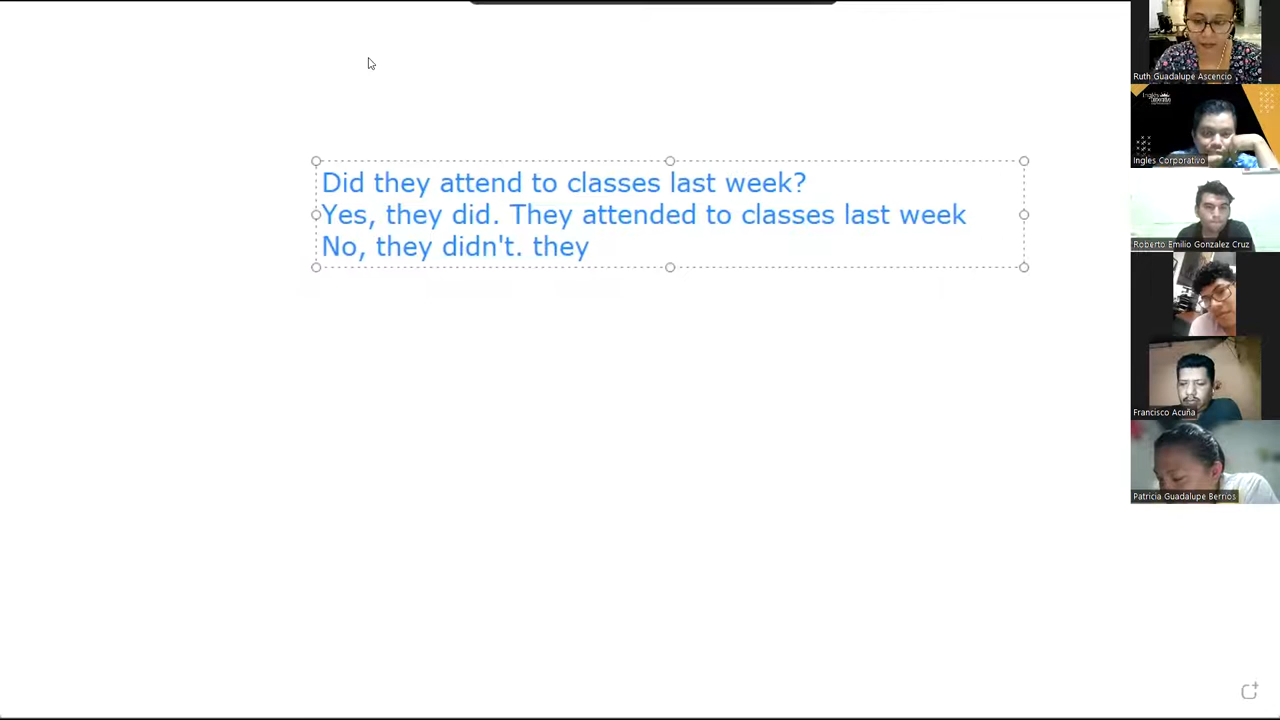 Did they attend to classes last week?
Yes, they did. They attended to classes last week
No, they didn't. they
Ruth Guadalupe Ascencio
Ingles Corporativo
Roberto Emilio Gonzalez Cruz
Francisco Acuña
Patricia Guadalupe Berrios